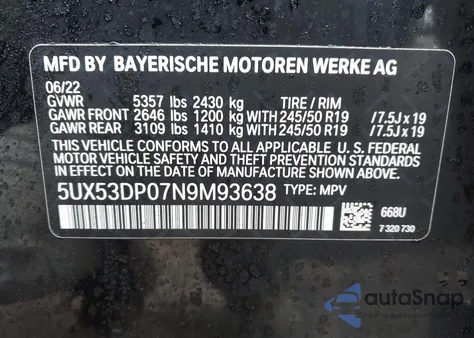 MFD BY BAYERISCHE MOTOREN WERKE AG
06/22
GVWR 5357 lbs 2430 kg TIRE / RIM
GAWR FRONT 2646 lbs 1200 kg WITH 245/50 R19 / 7.5J x 19
GAWR REAR 3109 lbs 1410 kg WITH 245/50 R19 / 7.5J x 19
THIS VEHICLE CONFORMS TO ALL APPLICABLE U. S. FEDERAL
MOTOR VEHICLE SAFETY, BUMPER, AND THEFT PREVENTION
STANDARDS IN EFFECT ON THE DATE OF MANUFACTURE SHOWN ABOVE.
5UX53DP07N9M93638 TYPE: MPV
668U
7 320 730
autoSnap